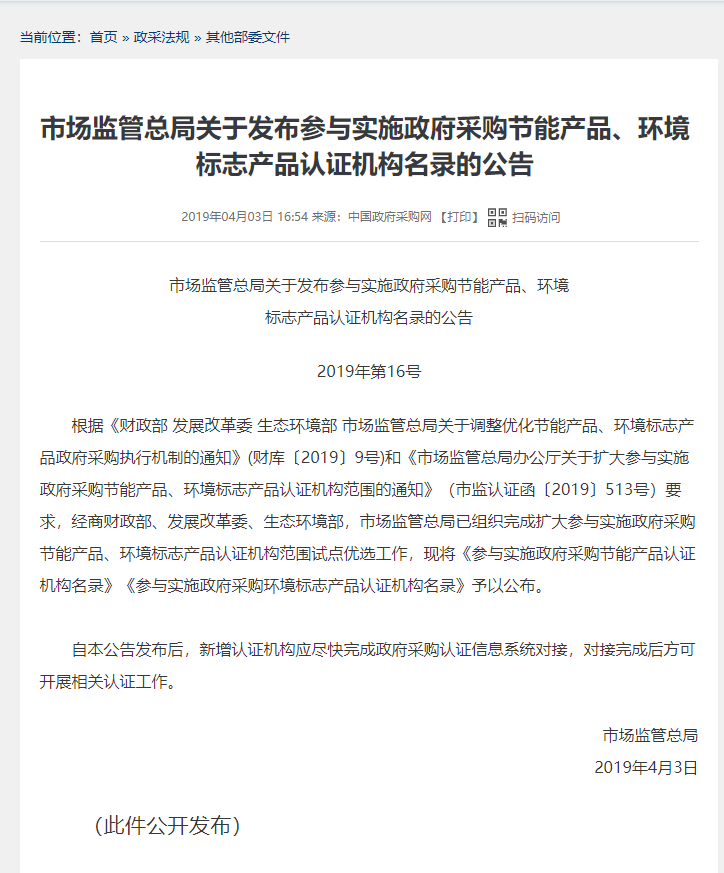 当前位置：首页 » 政采法规 » 其他部委文件
市场监管总局关于发布参与实施政府采购节能产品、环境
标志产品认证机构名录的公告
2019年04月03日 16:54 来源：中国政府采购网 【打印】 扫码访问
市场监管总局关于发布参与实施政府采购节能产品、环境
标志产品认证机构名录的公告
2019年第16号
根据《财政部 发展改革委 生态环境部 市场监管总局关于调整优化节能产品、环境标志产
品政府采购执行机制的通知》(财库〔2019〕9号)和《市场监管总局办公厅关于扩大参与实施
政府采购节能产品、环境标志产品认证机构范围的通知》（市监认证函〔2019〕513号）要
求，经商财政部、发展改革委、生态环境部，市场监管总局已组织完成扩大参与实施政府采购
节能产品、环境标志产品认证机构范围试点优选工作，现将《参与实施政府采购节能产品认证
机构名录》《参与实施政府采购环境标志产品认证机构名录》予以公布。
自本公告发布后，新增认证机构应尽快完成政府采购认证信息系统对接，对接完成后方可
开展相关认证工作。
市场监管总局
2019年4月3日
（此件公开发布）